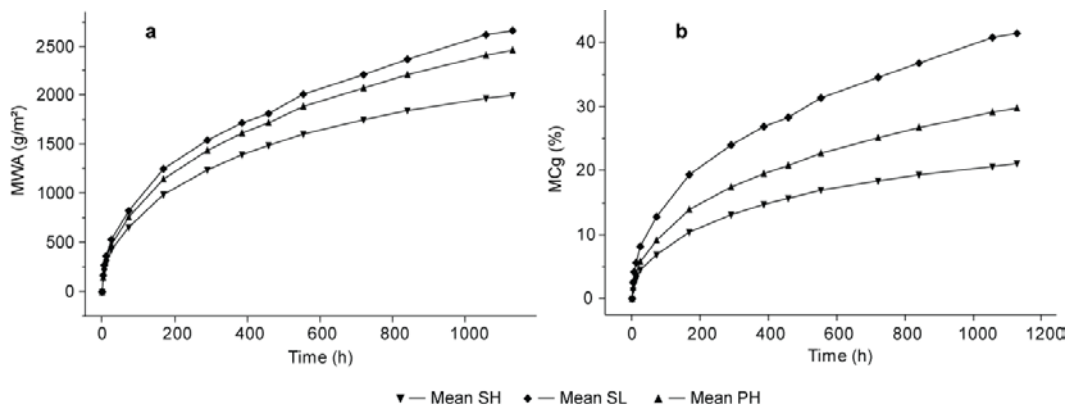 a
2500
2000
1500
1000
500
0
MWA (g/m²)
0 200 400 600 800 1000
Time (h)
b
40
30
20
10
0
MCg (%)
0 200 400 600 800 1000 1200
Time (h)
Mean SH Mean SL Mean PH